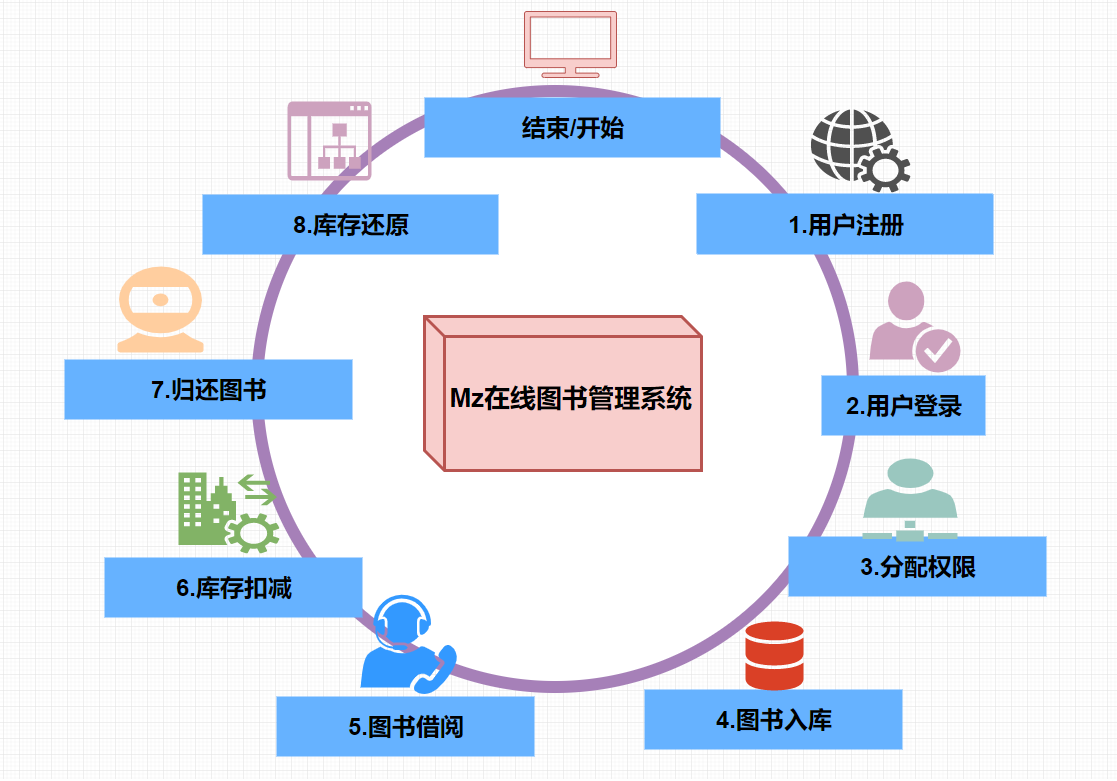 结束/开始
1.用户注册
2.用户登录
3.分配权限
4.图书入库
5.图书借阅
6.库存扣减
7.归还图书
8.库存还原
Mz在线图书管理系统